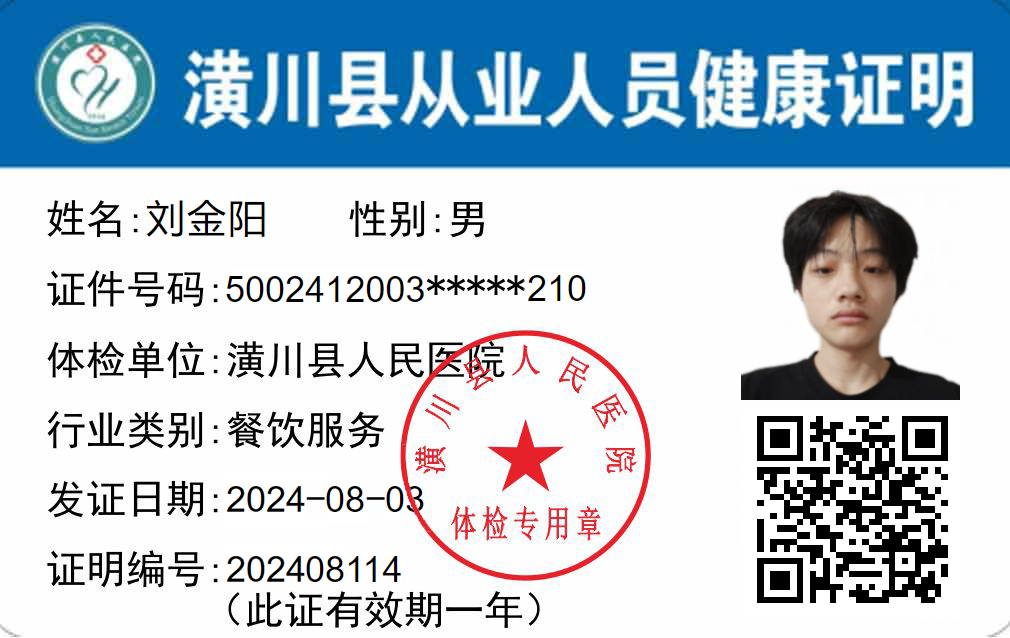 潢川县从业人员健康证明
姓名:刘金阳 性别:男
证件号码:5002412003*****210
体检单位:潢川县人民医院
行业类别:餐饮服务
发证日期:2024-08-03
证明编号:202408114
(此证有效期一年)
潢川县人民医院
体检专用章